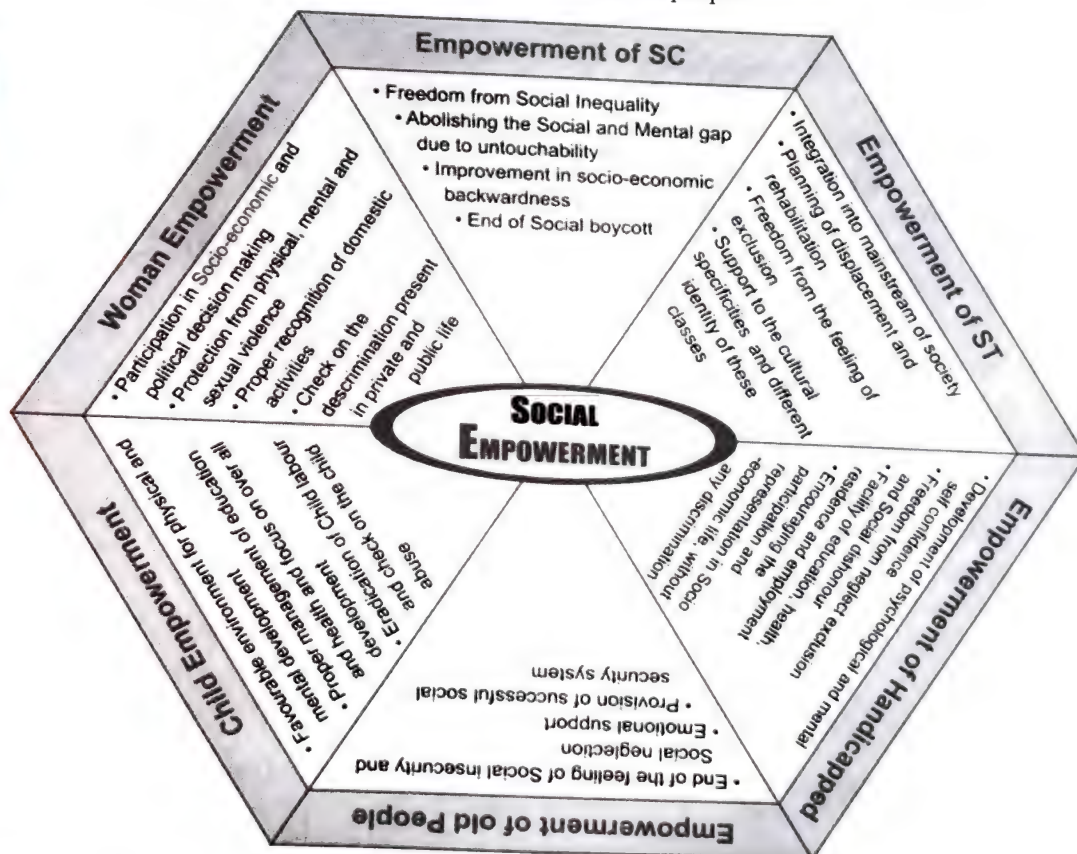 Empowerment of SC
• Freedom from Social Inequality
• Abolishing the Social and Mental gap
due to untouchability
• Improvement in socio-economic
backwardness
• End of Social boycott
Empowerment of ST
• Integration into mainstream of society
• Planning of displacement and
rehabilitation
• Freedom from the feeling of
exclusion
• Support to the cultural
specificities, and different
identity of these
classes
Empowerment of Handicapped
• Development of psychological and mental
self confidence
• Freedom from neglect exclusion
and Social dishonour
• Facility of education, health,
residence and employment
• Encouraging the
participation and
representation in Socio
-economic life, without
any discrimination
Empowerment of old People
• End of the feeling of Social insecurity and
Social neglection
• Emotional support
• Provision of successful social
security system
Child Empowerment
• Favourable environment for physical and
mental development
• Proper management of education
and health and focus on over all
development
• Eradication of Child labour
and check on the child
abuse
Woman Empowerment
• Participation in Socio-economic and
political decision making
• Protection from physical, mental and
sexual violence
• Proper recognition of domestic
activities
• Check on the
descrimination present
in private and
public life
SOCIAL
EMPOWERMENT